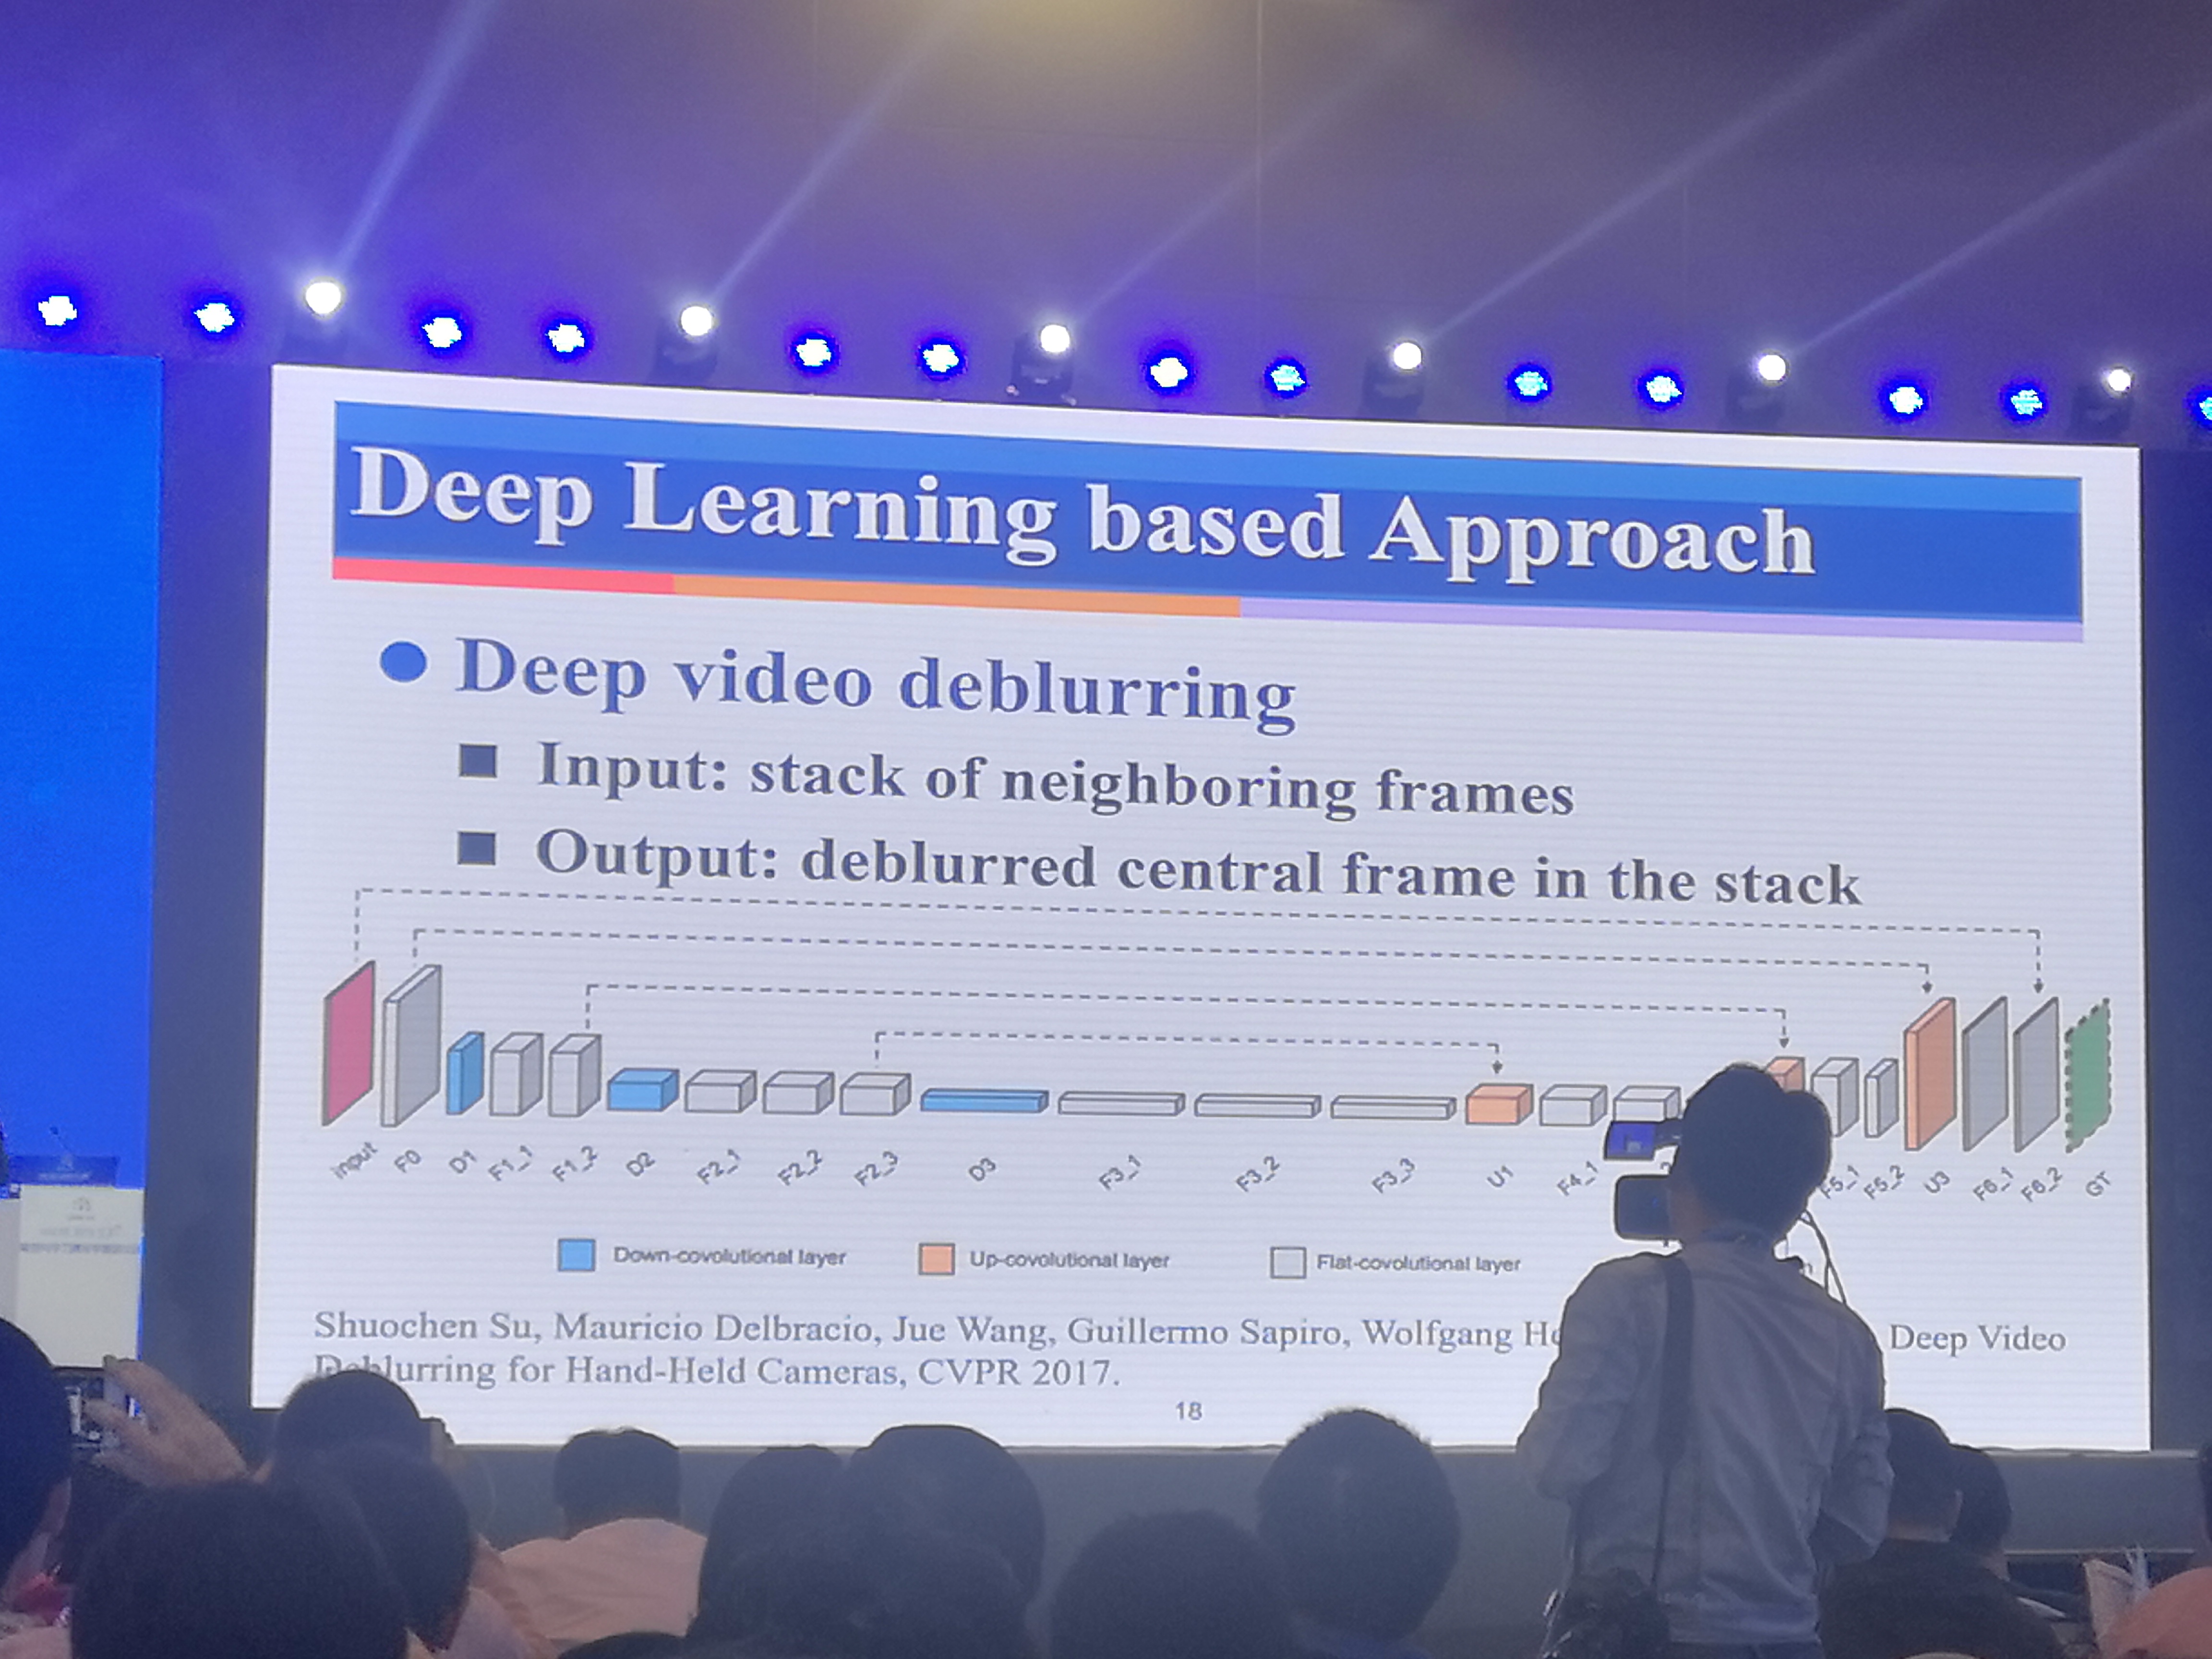 Deep Learning based Approach
Deep video deblurring
Input: stack of neighboring frames
Output: deblurred central frame in the stack
input F0 D1 F1_1 F1_2 D2 F2_1 F2_2 F2_3 D3 F3_1 F3_2 F3_3 U1 F4_1 F5_1 F5_2 U3 F6_1 F6_2 GT
Down-covolutional layer Up-covolutional layer Flat-covolutional layer
Shuochen Su, Mauricio Delbracio, Jue Wang, Guillermo Sapiro, Wolfgang Deep Video
Deblurring for Hand-Held Cameras, CVPR 2017.
18